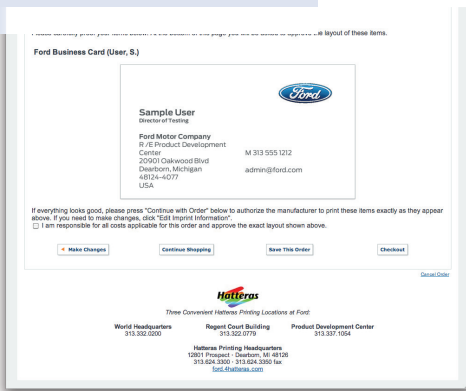 Please carefully proof your items below. At the bottom of this page you will be asked to approve the layout of these items.
Ford Business Card (User, S.)
Ford
Sample User
Director of Testing
Ford Motor Company
R /E Product Development
Center
20901 Oakwood Blvd
Dearborn, Michigan
48124-4077
USA
M 313 555 1212
admin@ford.com
If everything looks good, please press "Continue with Order" below to authorize the manufacturer to print these items exactly as they appear
above. If you need to make changes, click "Edit Imprint Information".
I am responsible for all costs applicable for this order and approve the exact layout shown above.
Make Changes
Continue Shopping
Save This Order
Checkout
Cancel Order
Hatteras
Three Convenient Hatteras Printing Locations at Ford:
World Headquarters
313.332.0200
Regent Court Building
313.322.0779
Product Development Center
313.337.1054
Hatteras Printing Headquarters
12801 Prospect · Dearborn, MI 48126
313.624.3300 · 313.624.3350 fax
ford.4hatteras.com